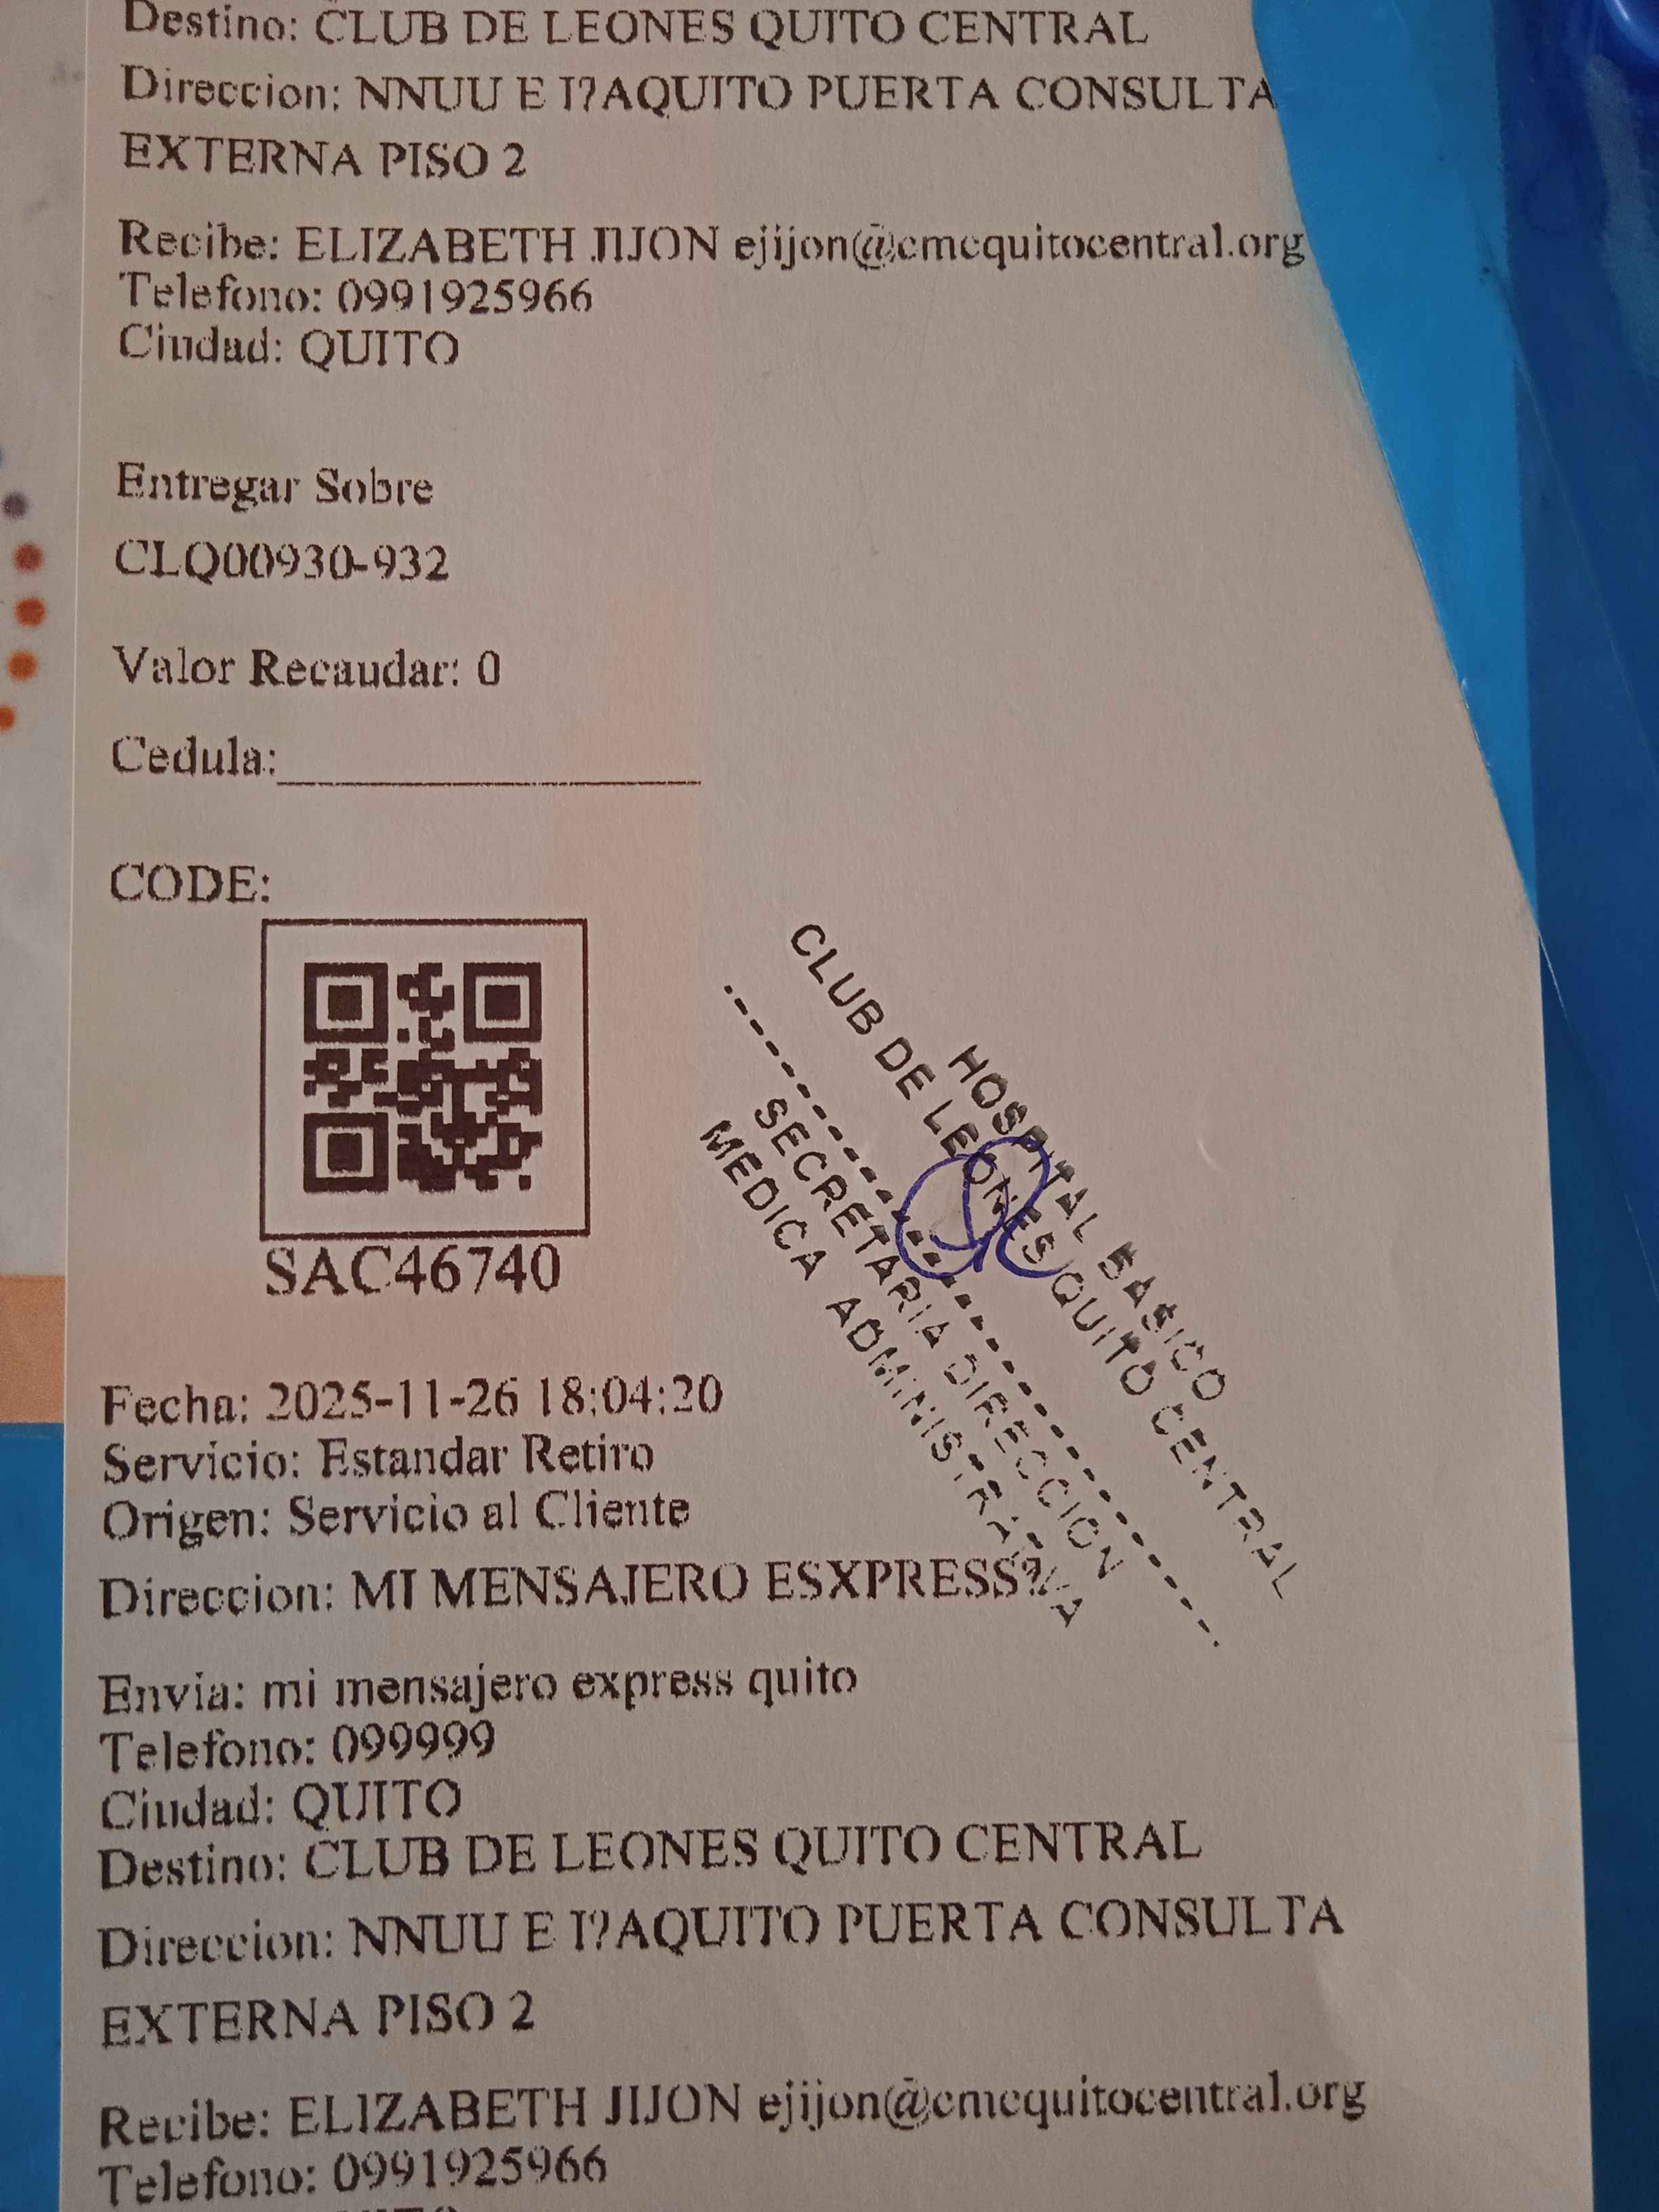 Destino: CLUB DE LEONES QUITO CENTRAL
Direccion: NNUU E I?AQUITO PUERTA CONSULTA
EXTERNA PISO 2
Recibe: ELIZABETH JIJON ejijon@cmcquitocentral.org
Telefono: 0991925966
Ciudad: QUITO
Entregar Sobre
CLQ00930-932
Valor Recaudar: 0
Cedula:____________________
CODE:
SAC46740
HOSPITAL BASICO
CLUB DE LEONES QUITO CENTRAL
SECRETARIA DIRECCION
MEDICA ADMINISTRATIVA
Fecha: 2025-11-26 18:04:20
Servicio: Estandar Retiro
Origen: Servicio al Cliente
Direccion: MI MENSAJERO ESXPRESS?
Envia: mi mensajero express quito
Telefono: 099999
Ciudad: QUITO
Destino: CLUB DE LEONES QUITO CENTRAL
Direccion: NNUU E I?AQUITO PUERTA CONSULTA
EXTERNA PISO 2
Recibe: ELIZABETH JIJON ejijon@cmcquitocentral.org
Telefono: 0991925966